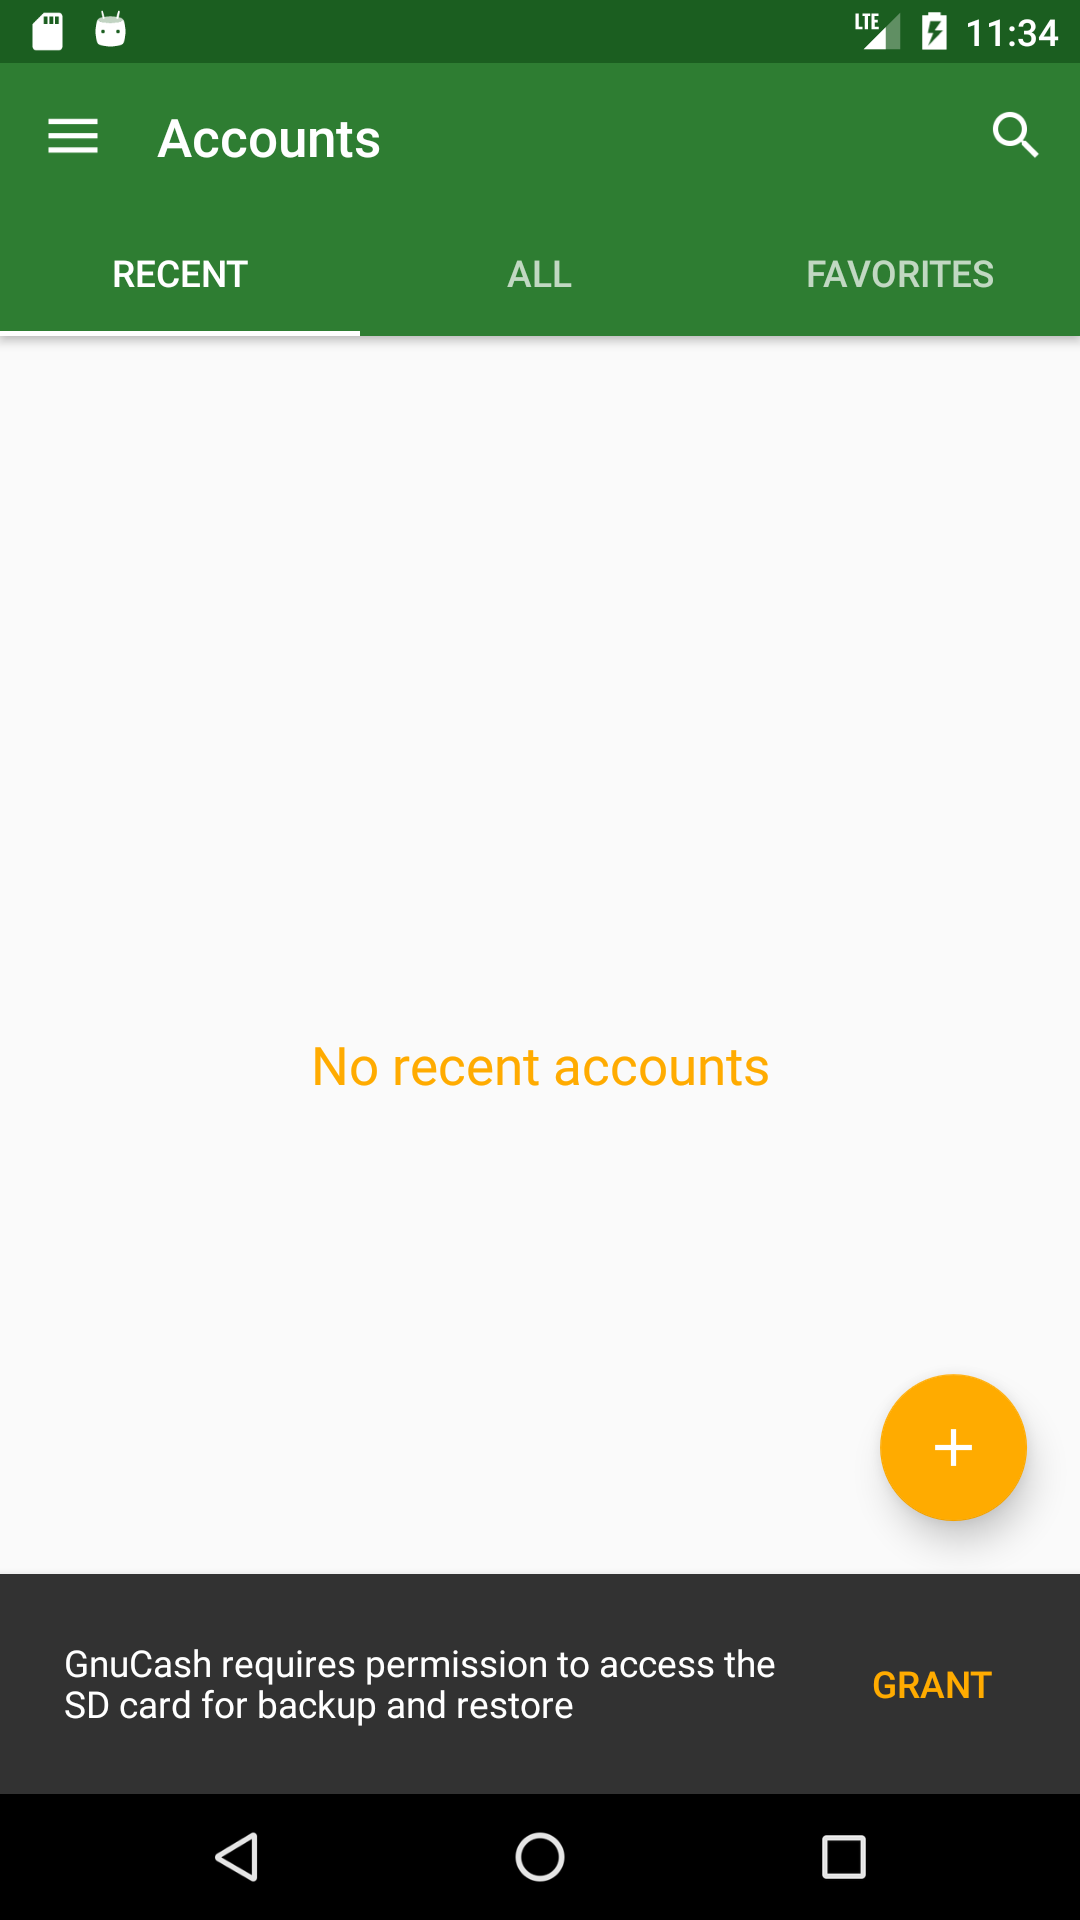 LTE 11:34
Accounts
RECENT ALL FAVORITES
No recent accounts
GnuCash requires permission to access the
SD card for backup and restore
GRANT